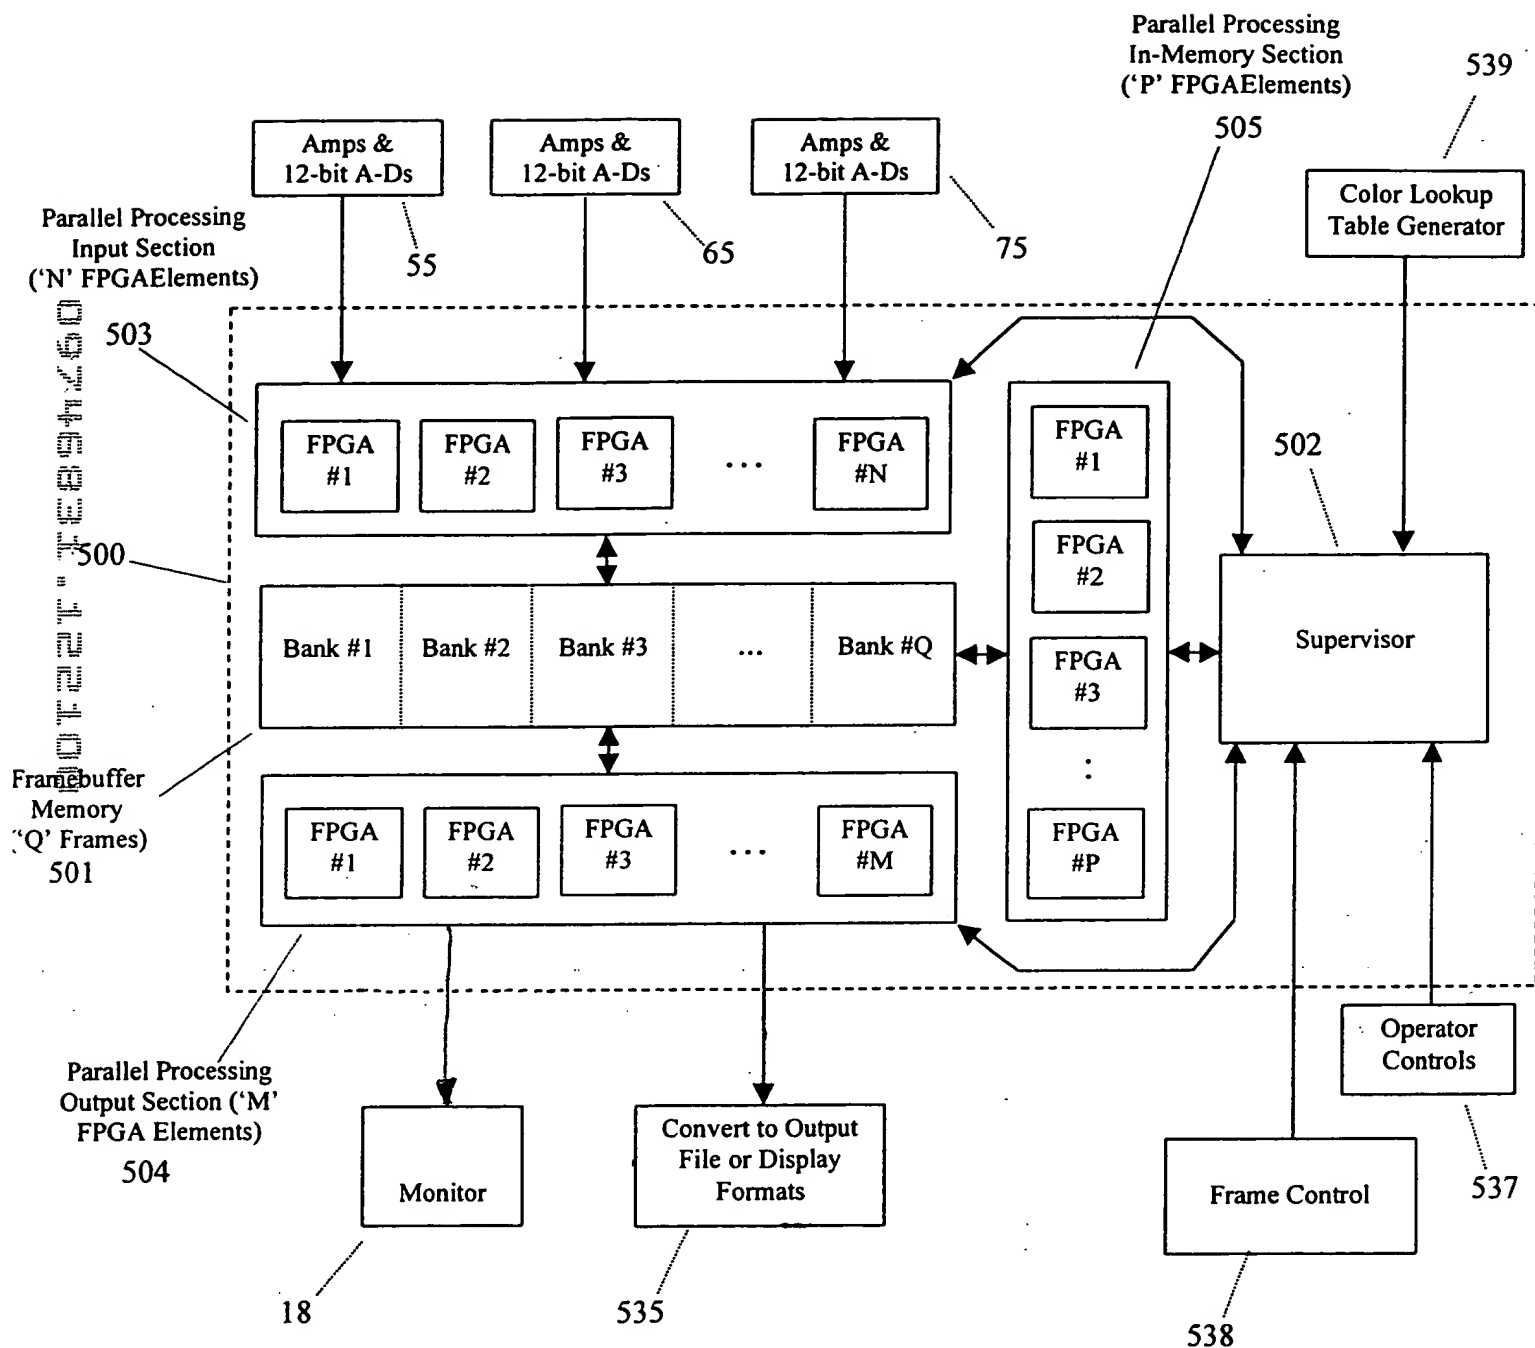 Parallel Processing
In-Memory Section
('P' FPGAElements)
505
539
Amps &
12-bit A-Ds
Amps &
12-bit A-Ds
Amps &
12-bit A-Ds
Color Lookup
Table Generator
55
65
75
Parallel Processing
Input Section
('N' FPGAElements)
503
FPGA
#1
FPGA
#2
FPGA
#3
...
FPGA
#N
FPGA
#1
FPGA
#2
FPGA
#3
:
FPGA
#P
502
500
Bank #1
Bank #2
Bank #3
...
Bank #Q
Supervisor
Framebuffer
Memory
('Q' Frames)
501
FPGA
#1
FPGA
#2
FPGA
#3
...
FPGA
#M
Parallel Processing
Output Section ('M'
FPGA Elements)
504
Monitor
Convert to Output
File or Display
Formats
Operator
Controls
Frame Control
537
18
535
538